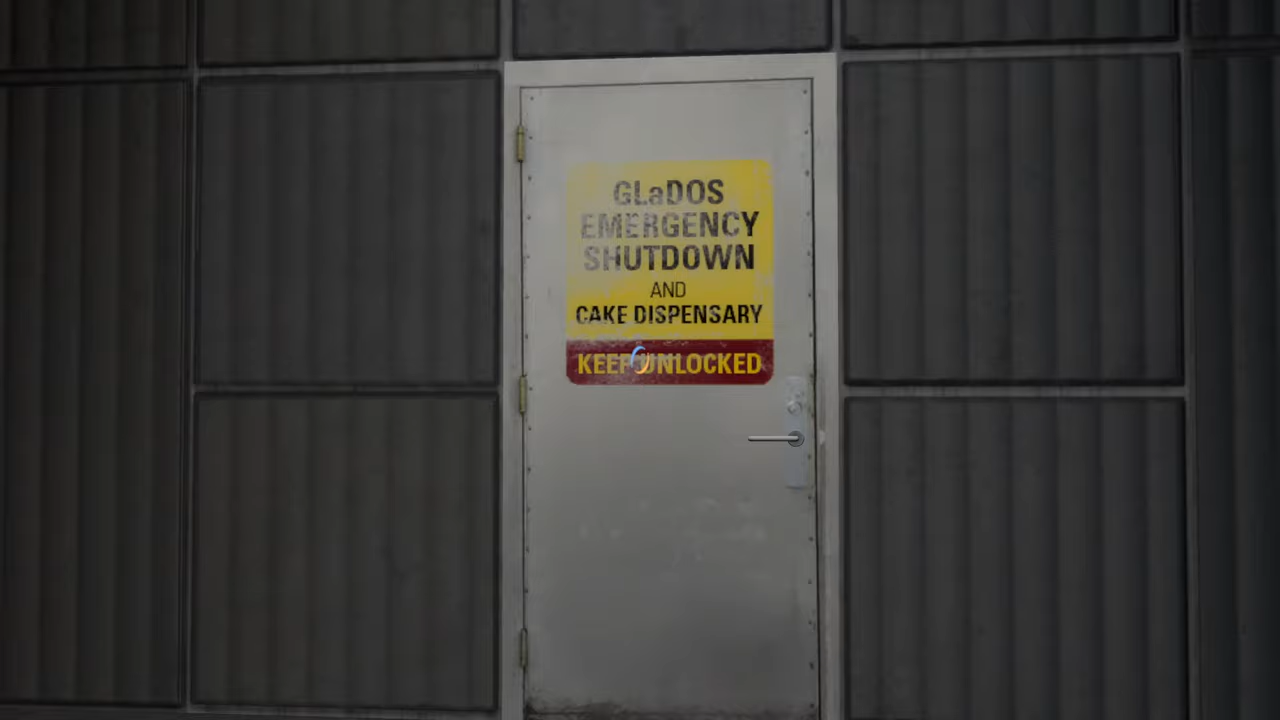 GLaDOS
EMERGENCY
SHUTDOWN
AND
CAKE DISPENSARY
KEEP UNLOCKED